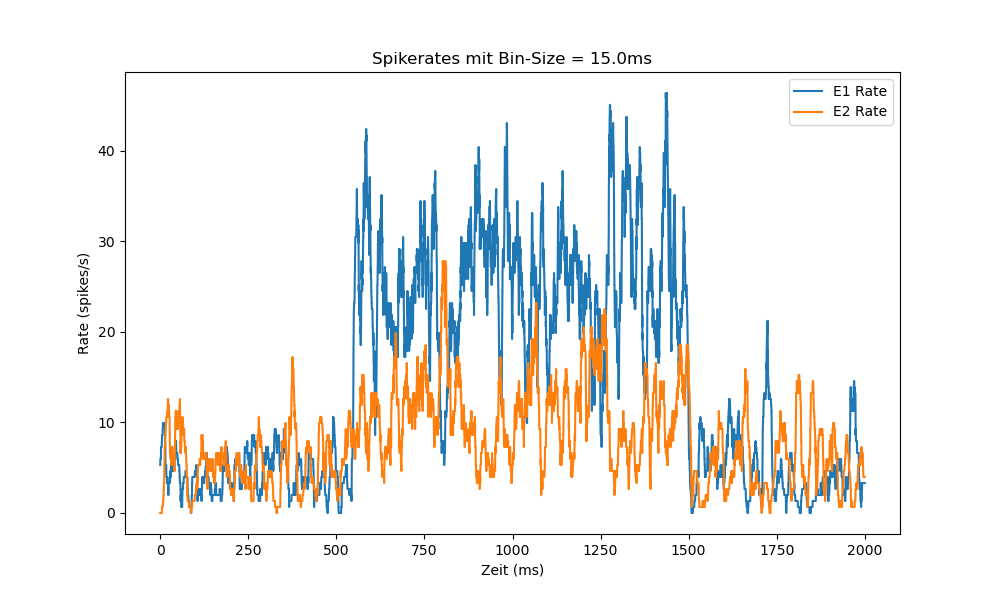 Spikerates mit Bin-Size = 15.0ms
E1 Rate
E2 Rate
Rate (spikes/s)
40
30
20
10
0
0 250 500 750 1000 1250 1500 1750 2000
Zeit (ms)